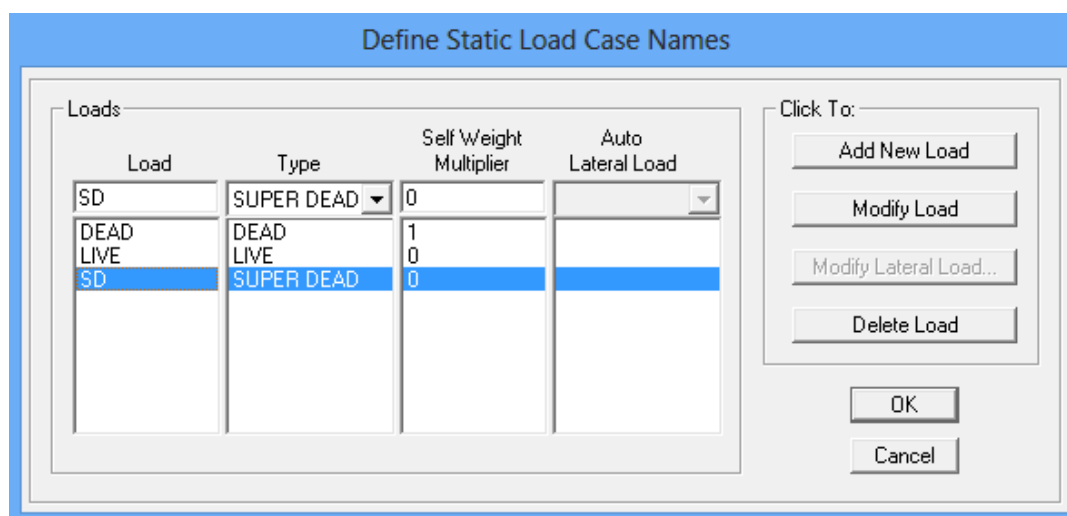 Define Static Load Case Names
Loads
Click To:
Load Type Self Weight Multiplier Auto Lateral Load
SD SUPER DEAD 0
DEAD DEAD 1
LIVE LIVE 0
SD SUPER DEAD 0
Add New Load
Modify Load
Modify Lateral Load...
Delete Load
OK
Cancel